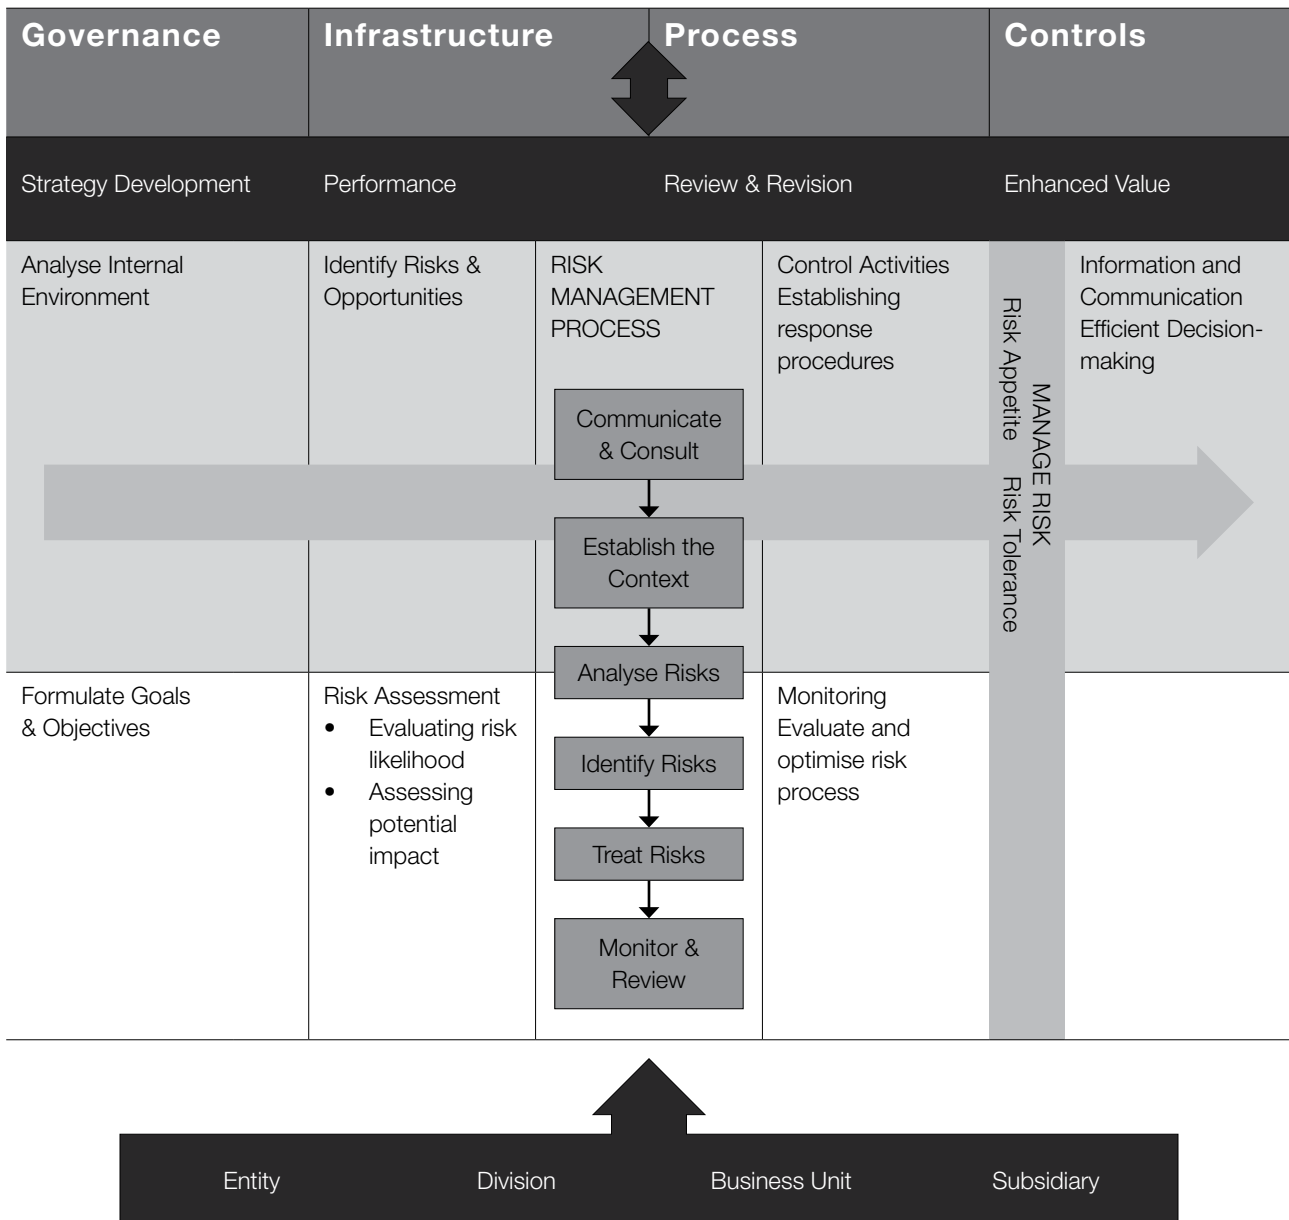 Governance
Infrastructure
Process
Controls
Strategy Development
Performance
Review & Revision
Enhanced Value
Analyse Internal
Environment
Identify Risks &
Opportunities
RISK
MANAGEMENT
PROCESS
Control Activities
Establishing
response
procedures
MANAGE RISK
Risk Appetite Risk Tolerance
Information and
Communication
Efficient Decision-
making
Communicate
& Consult
Establish the
Context
Analyse Risks
Identify Risks
Treat Risks
Monitor &
Review
Formulate Goals
& Objectives
Risk Assessment
• Evaluating risk
likelihood
• Assessing
potential
impact
Monitoring
Evaluate and
optimise risk
process
Entity
Division
Business Unit
Subsidiary